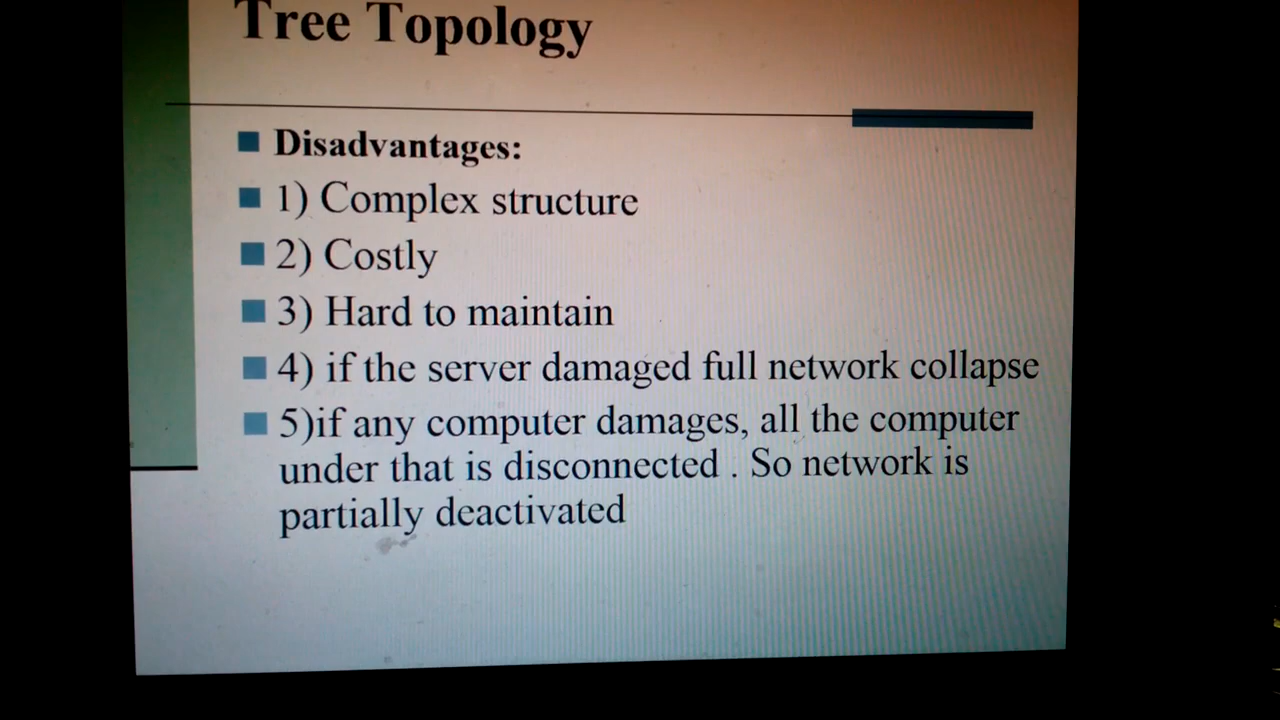 Tree Topology
Disadvantages:
1) Complex structure
2) Costly
3) Hard to maintain
4) if the server damaged full network collapse
5)if any computer damages, all the computer
under that is disconnected . So network is
partially deactivated